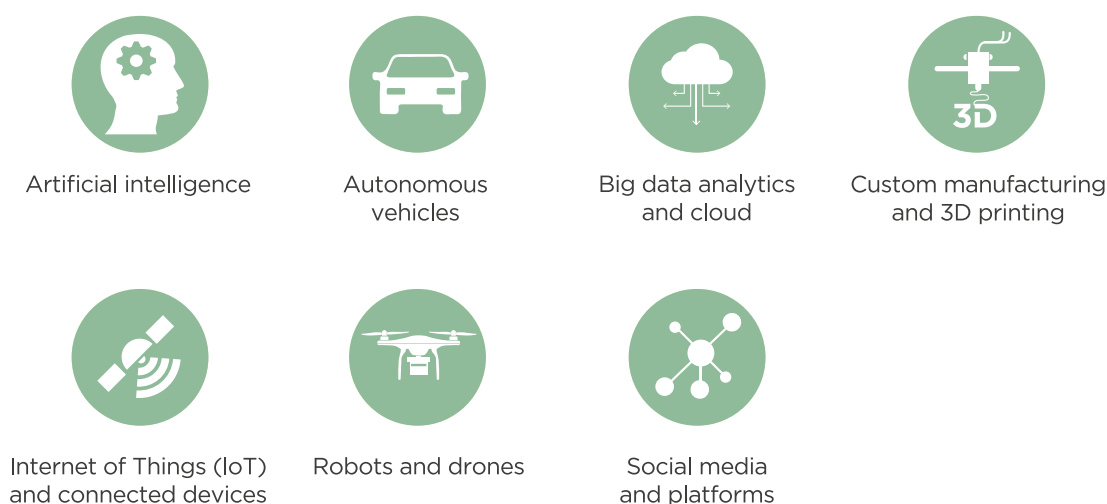 3D
Artificial intelligence
Autonomous
vehicles
Big data analytics
and cloud
Custom manufacturing
and 3D printing
Internet of Things (IoT)
and connected devices
Robots and drones
Social media
and platforms